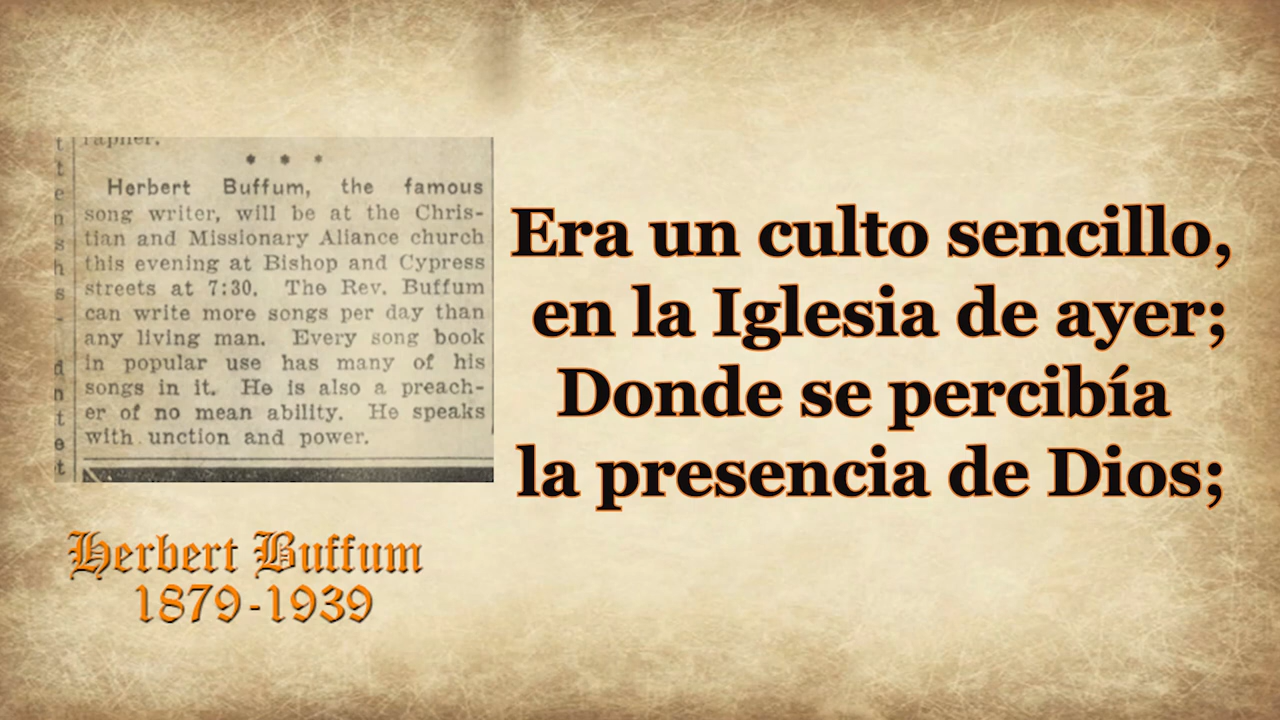 * * *
Herbert Buffum, the famous
song writer, will be at the Chris-
tian and Missionary Aliance church
this evening at Bishop and Cypress
streets at 7:30. The Rev. Buffum
can write more songs per day than
any living man. Every song book
in popular use has many of his
songs in it. He is also a preach-
er of no mean ability. He speaks
with unction and power.
Herbert Buffum
1879-1939
Era un culto sencillo,
en la Iglesia de ayer;
Donde se percibía
la presencia de Dios;